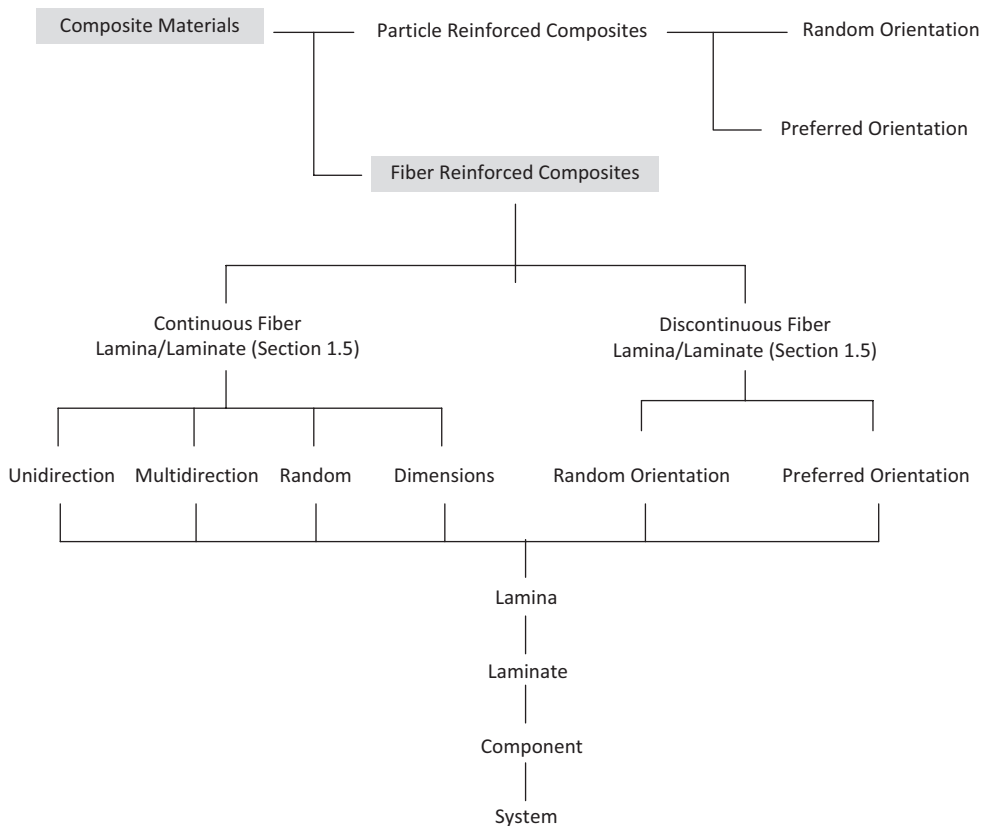 Composite Materials
Particle Reinforced Composites
Random Orientation
Preferred Orientation
Fiber Reinforced Composites
Continuous Fiber
Lamina/Laminate (Section 1.5)
Discontinuous Fiber
Lamina/Laminate (Section 1.5)
Unidirection
Multidirection
Random
Dimensions
Random Orientation
Preferred Orientation
Lamina
Laminate
Component
System